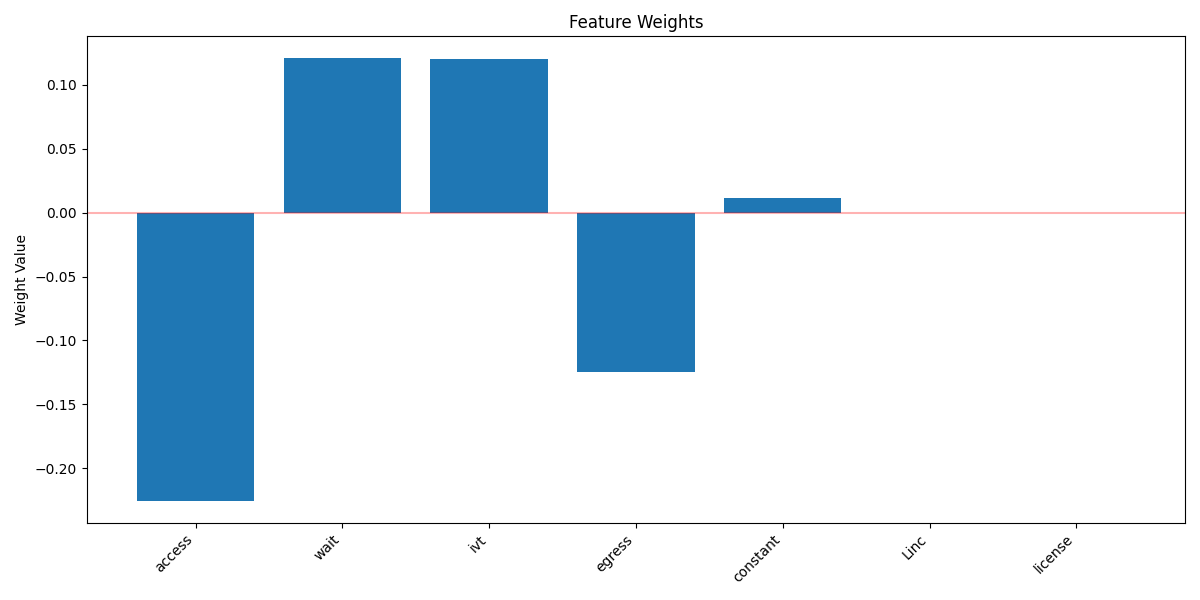 Feature Weights
Weight Value
0.10
0.05
0.00
−0.05
−0.10
−0.15
−0.20
access
wait
ivt
egress
constant
Linc
license